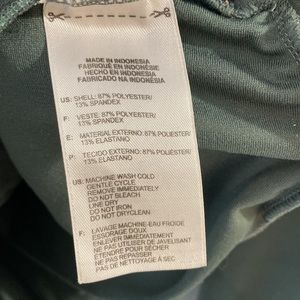 MADE IN INDONESIA
FABRIQUÉ EN INDONÉSIE
HECHO EN INDONESIA
FABRICADO NA INDONÉSIA
US: SHELL: 87% POLYESTER/
13% SPANDEX
F: VESTE: 87% POLYESTER/
13% ELASTHANNE
E: MATERIAL EXTERNO: 87% POLIÉSTER/
13% ELASTANO
P: TECIDO EXTERNO: 87% POLIÉSTER/
13% ELASTANO
US: MACHINE WASH COLD
GENTLE CYCLE
REMOVE IMMEDIATELY
DO NOT BLEACH
LINE DRY
DO NOT IRON
DO NOT DRYCLEAN
F: LAVAGE MACHINE-EAU FROIDE
ESSORAGE DOUX
ENLEVER IMMÉDIATEMENT
NE PAS UTILISER DE JAVELISANT
ÉTENDRE POUR SÉCHER
NE PAS REPASSER
PAS DE NETTOYAGE À SEC